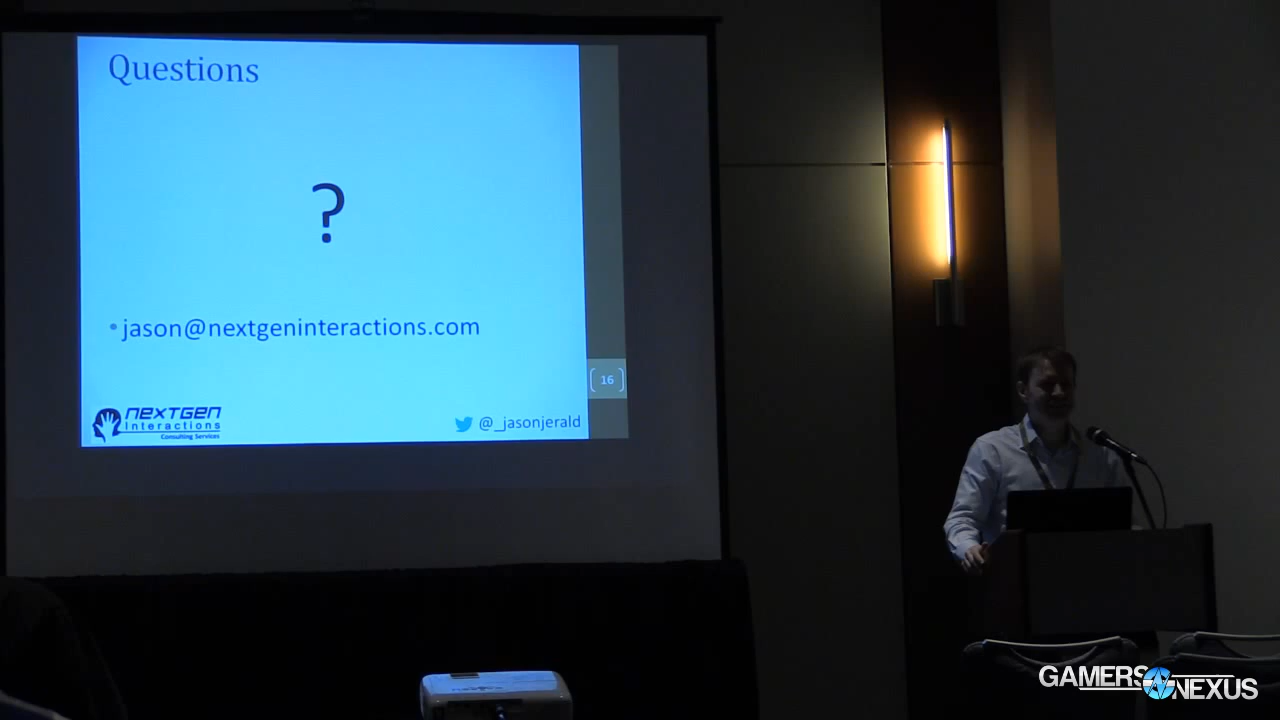 Questions
?
jason@nextgeninteractions.com
16
NEXTGEN
Interactions
Consulting Services
@_jasonjerald
GAMERS NEXUS